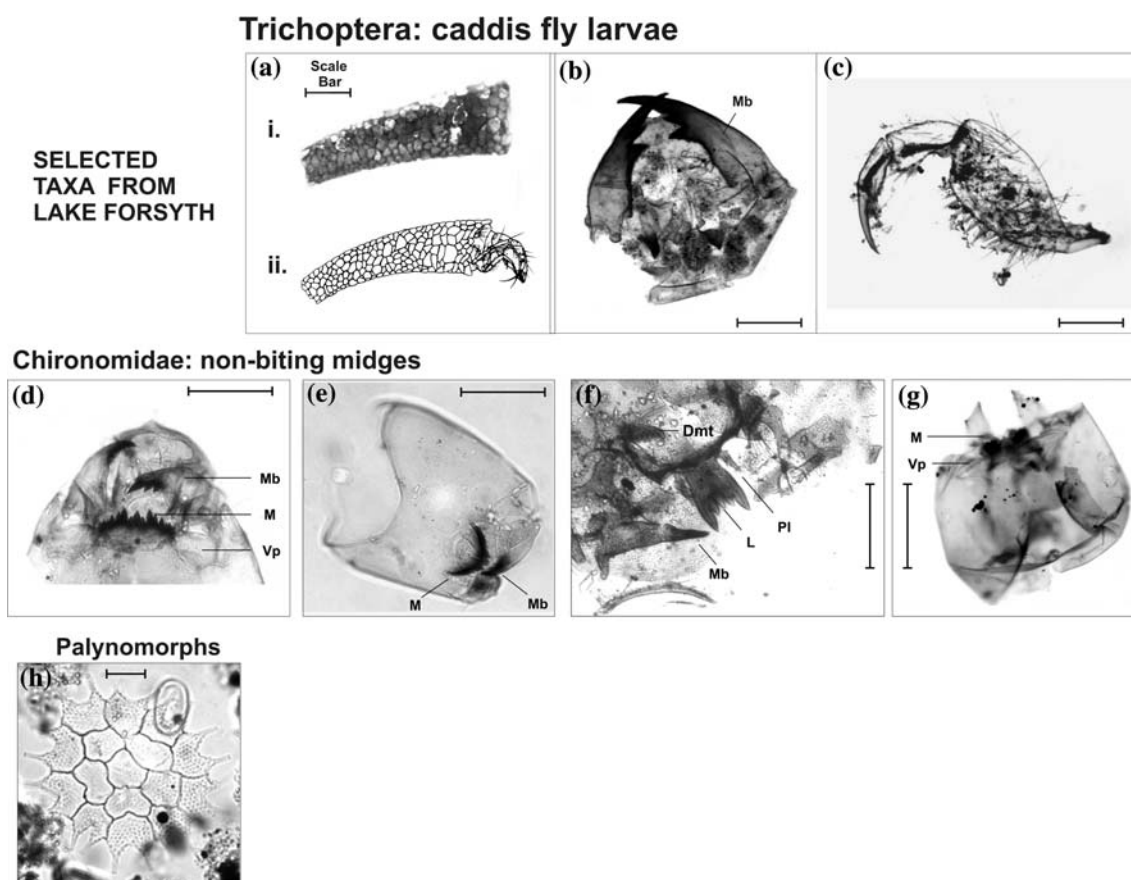 Trichoptera: caddis fly larvae
SELECTED
TAXA FROM
LAKE FORSYTH
(a)
Scale
Bar
i.
ii.
(b)
Mb
(c)
Chironomidae: non-biting midges
(d)
Mb
M
Vp
(e)
M
Mb
(f)
Dmt
Pl
L
Mb
(g)
M
Vp
Palynomorphs
(h)